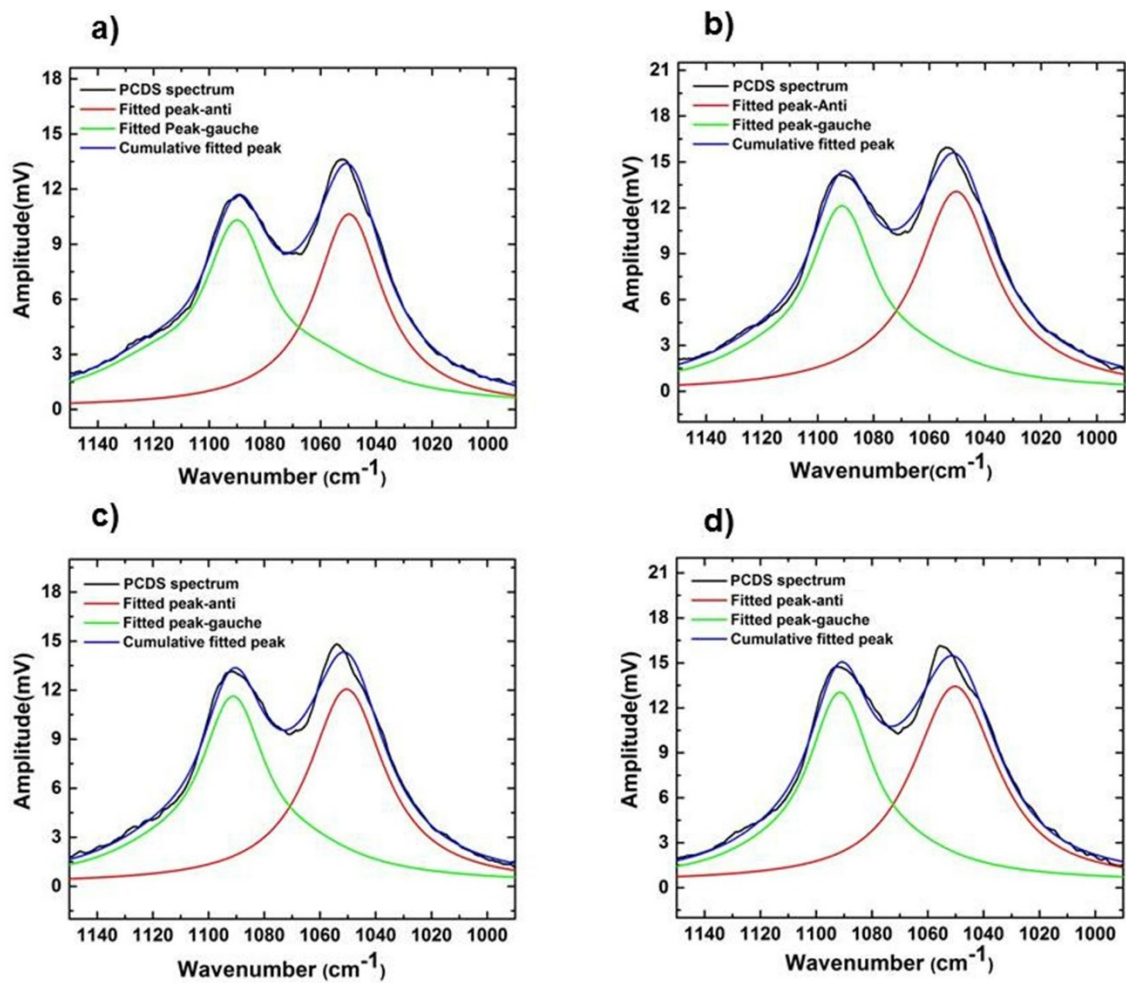 a)
18
15
12
9
6
3
0
Amplitude(mV)
PCDS spectrum
Fitted peak-anti
Fitted Peak-gauche
Cumulative fitted peak
1140 1120 1100 1080 1060 1040 1020 1000
Wavenumber (cm-1)
b)
21
18
15
12
9
6
3
0
Amplitude(mV)
PCDS spectrum
Fitted peak-Anti
Fitted peak-gauche
Cumulative fitted peak
1140 1120 1100 1080 1060 1040 1020 1000
Wavenumber(cm-1)
c)
18
15
12
9
6
3
0
Amplitude(mV)
PCDS spectrum
Fitted peak-anti
Fitted peak-gauche
Cumulative fitted peak
1140 1120 1100 1080 1060 1040 1020 1000
Wavenumber (cm-1)
d)
21
18
15
12
9
6
3
0
Amplitude(mV)
PCDS spectrum
Fitted peak-anti
Fitted peak-gauche
Cumulative fitted peak
1140 1120 1100 1080 1060 1040 1020 1000
Wavenumber (cm-1)